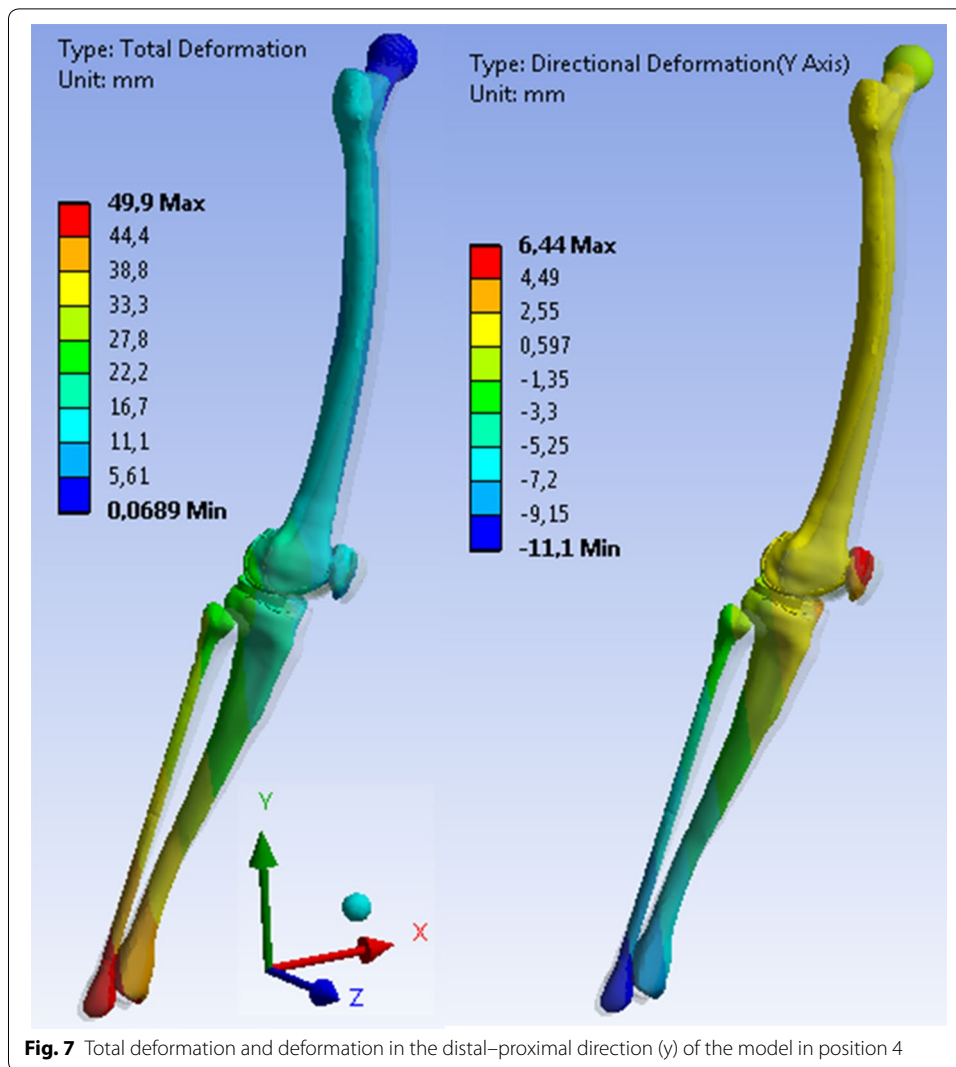 Type: Total Deformation
Unit: mm
49,9 Max
44,4
38,8
33,3
27,8
22,2
16,7
11,1
5,61
0,0689 Min
Type: Directional Deformation(Y Axis)
Unit: mm
6,44 Max
4,49
2,55
0,597
-1,35
-3,3
-5,25
-7,2
-9,15
-11,1 Min
Y
X
Z
Fig. 7 Total deformation and deformation in the distal–proximal direction (y) of the model in position 4